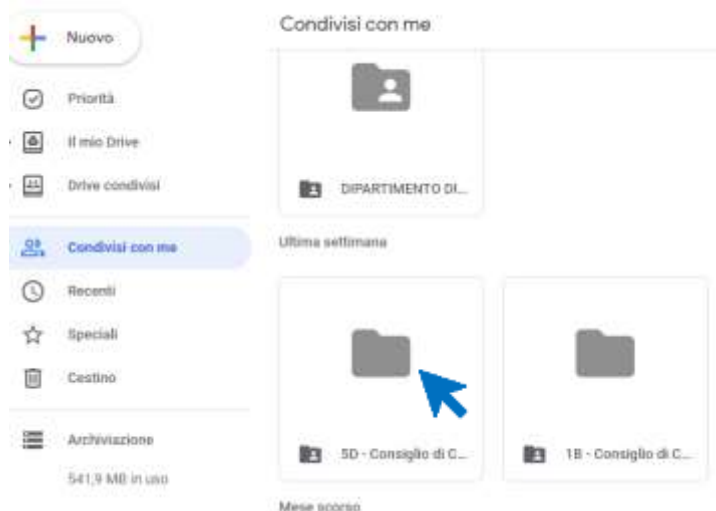 Nuovo
Priorità
Il mio Drive
Drive condivisi
Condivisi con me
Recenti
Speciali
Cestino
Archiviazione
541,9 MB in uso
Condivisi con me
DIPARTIMENTO DI...
Ultima settimana
5D - Consiglio di C...
1B - Consiglio di C...
Mese scorso